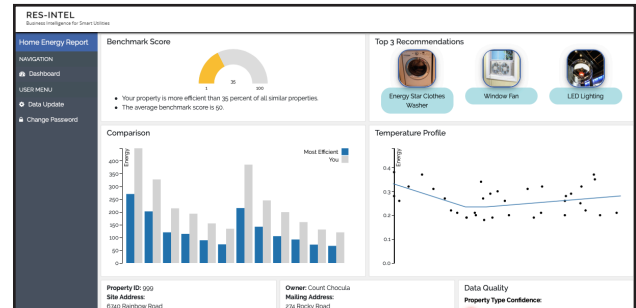 RES-INTEL
Business Intelligence for Smart Utilities
Home Energy Report
NAVIGATION
Dashboard
USER MENU
Data Update
Change Password
Benchmark Score
35
1
100
Your property is more efficient than 35 percent of all similar properties.
The average benchmark score is 50.
Top 3 Recommendations
Energy Star Clothes
Washer
Window Fan
LED Lighting
Comparison
Energy
Most Efficient
You
400
350
300
250
200
150
100
50
0
Temperature Profile
Energy
0.4
0.3
0.2
0.1
0.0
Property ID: 999
Site Address:
6740 Rainbow Road
Owner: Count Chocula
Mailing Address:
274 Rocky Road
Data Quality
Property Type Confidence: